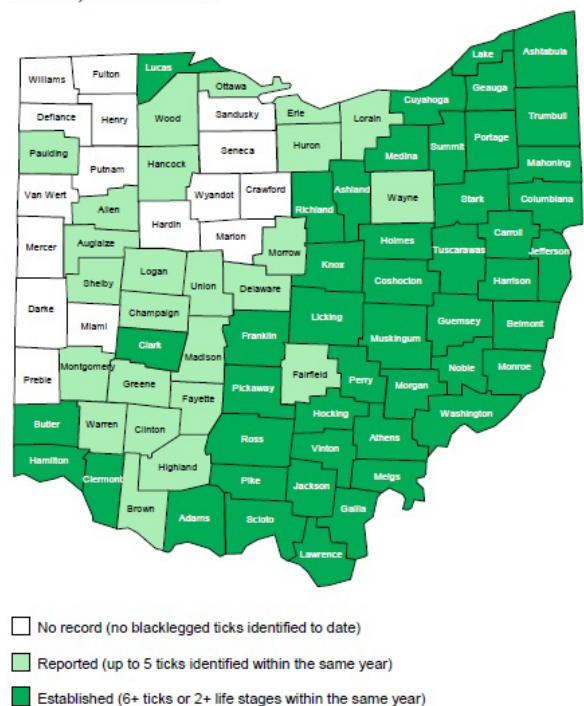 Lake
Ashtabula
Lucas
Fulton
Williams
Geauga
Ottawa
Cuyahoga
Defiance
Henry
Wood
Sandusky
Erie
Lorain
Trumbull
Portage
Summit
Medina
Huron
Seneca
Paulding
Hancock
Putnam
Mahoning
Van Wert
Wyandot
Crawford
Ashland
Richland
Wayne
Stark
Columbiana
Allen
Hardin
Marion
Carroll
Mercer
Auglaize
Morrow
Holmes
Tuscarawas
Jefferson
Logan
Union
Knox
Coshocton
Harrison
Shelby
Delaware
Darke
Champaign
Licking
Guernsey
Belmont
Miami
Franklin
Muskingum
Clark
Madison
Noble
Monroe
Montgomery
Fairfield
Perry
Morgan
Preble
Greene
Pickaway
Fayette
Hocking
Washington
Butler
Warren
Clinton
Ross
Athens
Vinton
Hamilton
Highland
Meigs
Clermont
Pike
Jackson
Brown
Gallia
Adams
Scioto
Lawrence
No record (no blacklegged ticks identified to date)
Reported (up to 5 ticks identified within the same year)
Established (6+ ticks or 2+ life stages within the same year)